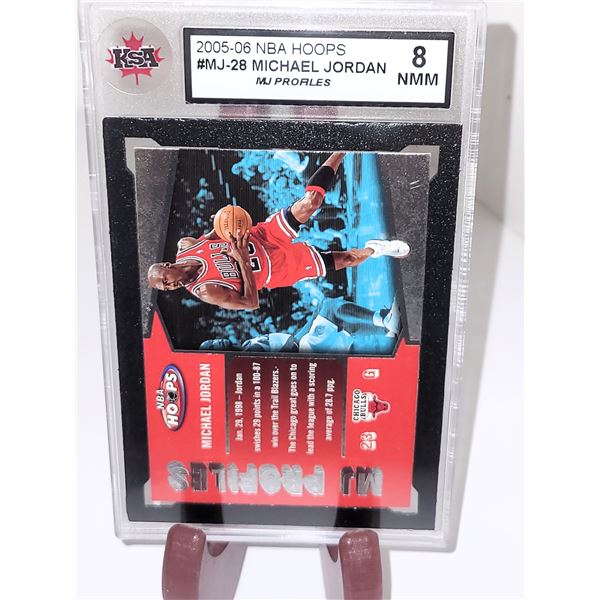 KSA
2005-06 NBA HOOPS
#MJ-28 MICHAEL JORDAN
MJ PROFILES
8
NMM
BULLS
23
NBA
HOOPS
MICHAEL JORDAN
Jan. 29, 1998 – Jordan
swishes 29 points in a 100-87
win over the Trail Blazers.
The Chicago great goes on to
lead the league with a scoring
average of 28.7 ppg.
CHICAGO
BULLS
23
G
MJ PROFILES